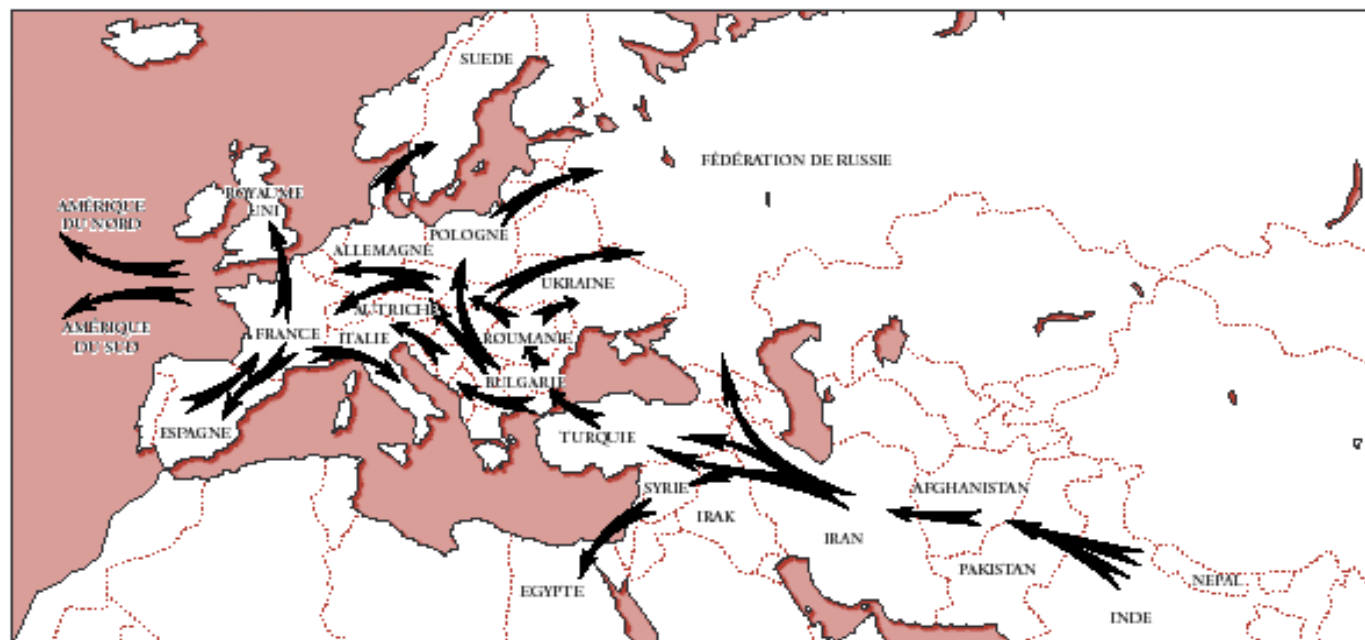 SUEDE
FÉDÉRATION DE RUSSIE
ROYAUME
UNI
AMÉRIQUE
DU NORD
POLOGNE
ALLEMAGNE
UKRAINE
AUTRICHE
AMÉRIQUE
DU SUD
FRANCE
ITALIE
ROUMANIE
BULGARIE
ESPAGNE
TURQUIE
SYRIE
AFGHANISTAN
IRAK
IRAN
PAKISTAN
NEPAL
EGYPTE
INDE